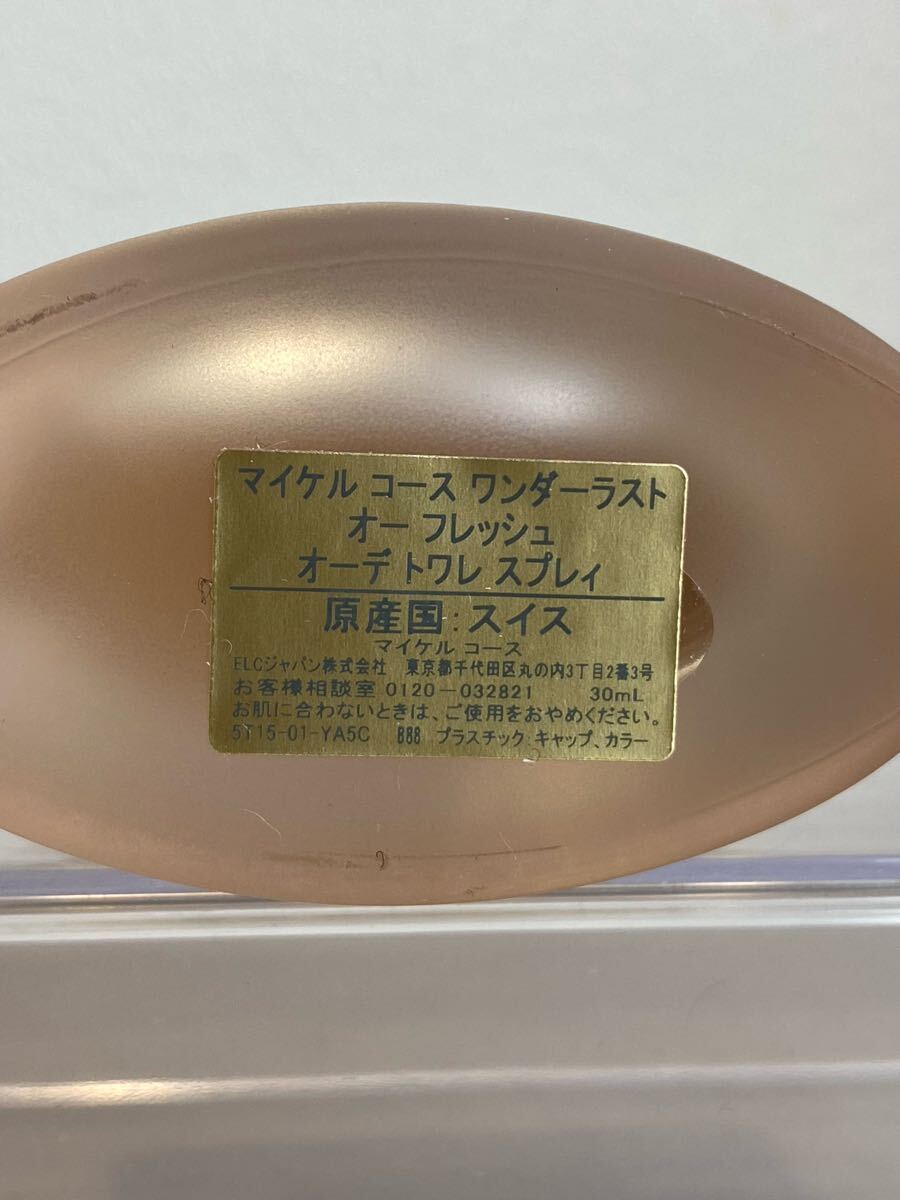 マイケル コース ワンダーラスト
オー フレッシュ
オーデ トワレ スプレィ
原産国:スイス
マイケル コース
ELCジャパン株式会社 東京都千代田区丸の内3丁目2番3号
お客様相談室 0120-032821 30mL
お肌に合わないときは、ご使用をおやめください。
5T15-01-YA5C B88 プラスチック:キャップ、カラー